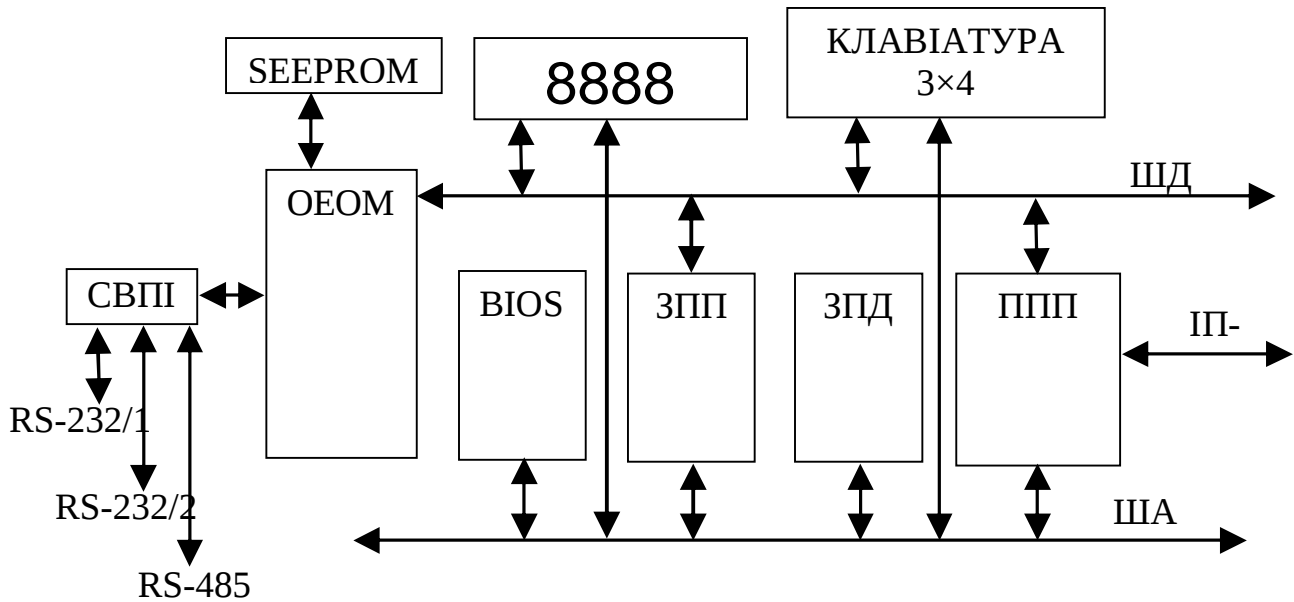 КЛАВІАТУРА
3×4
SEEPROM
8888
ШД
ОЕОМ
СВПІ
BIOS
ЗПП
ЗПД
ППП
ІП-
RS-232/1
RS-232/2
ША
RS-485